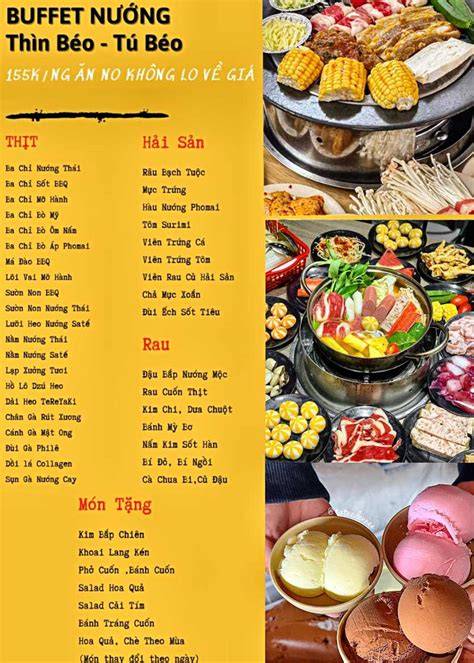 BUFFET NƯỚNG
Thìn Béo - Tú Béo
155K/NG ĂN NO KHÔNG LO VỀ GIÁ
THỊT
Ba Chỉ Nướng Thái
Ba Chỉ Sốt BBQ
Ba Chỉ Mỡ Hành
Ba Chỉ Bò Mỹ
Ba Chỉ Bò Ôm Nấm
Ba Chỉ Bò Áp Phomai
Má Đào BBQ
Lõi Vai Mỡ Hành
Sườn Non BBQ
Sườn Non Nướng Thái
Lưỡi Heo Nướng Saté
Nầm Nướng Thái
Nầm Nướng Saté
Lạp Xưởng Tươi
Hồ Lô Dzú Heo
Dải Heo TeReYaKi
Chân Gà Rút Xương
Cánh Gà Mật Ong
Đùi Gà Philê
Dồi lá Collagen
Sụn Gà Nướng Cay
Hải Sản
Râu Bạch Tuộc
Mực Trứng
Hàu Nướng Phomai
Tôm Surimi
Viên Trứng Cá
Viên Trứng Tôm
Viên Rau Củ Hải Sản
Chả Mực Xoắn
Đùi Ếch Sốt Tiêu
Rau
Đậu Bắp Nướng Mộc
Rau Cuốn Thịt
Kim Chi, Dưa Chuột
Bánh Mỳ Bơ
Nấm Kim Sốt Hàn
Bí Đỏ, Bí Ngòi
Cà Chua Bi,Củ Đậu
Món Tặng
Kim Bắp Chiên
Khoai Lang Kén
Phở Cuốn ,Bánh Cuốn
Salad Hoa Quả
Salad Cải Tím
Bánh Tráng Cuốn
Hoa Quả, Chè Theo Mùa
(Món thay đổi theo ngày)